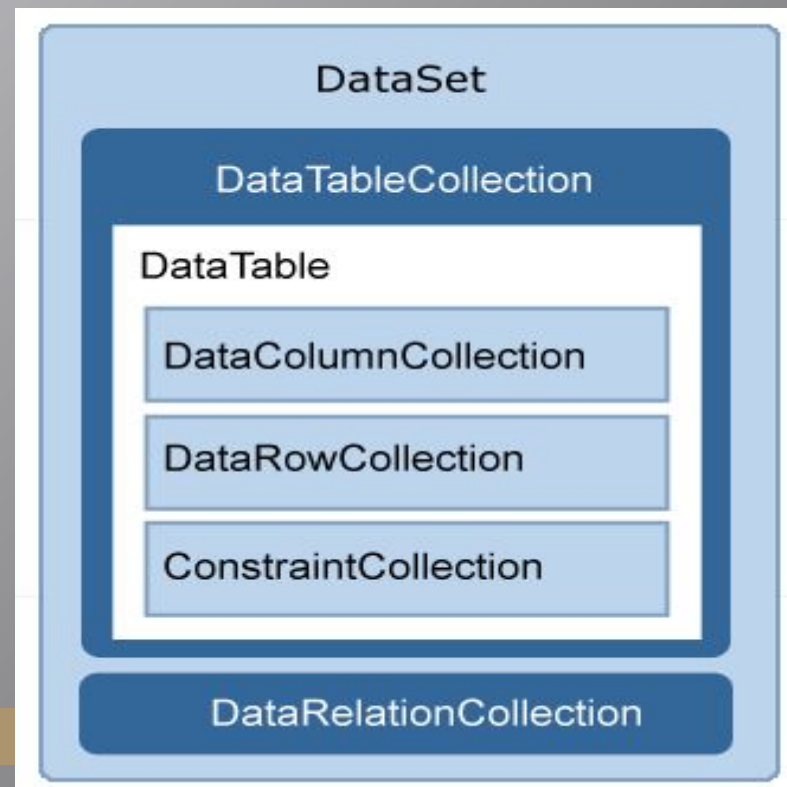 DataSet
DataTableCollection
DataTable
DataColumnCollection
DataRowCollection
ConstraintCollection
DataRelationCollection